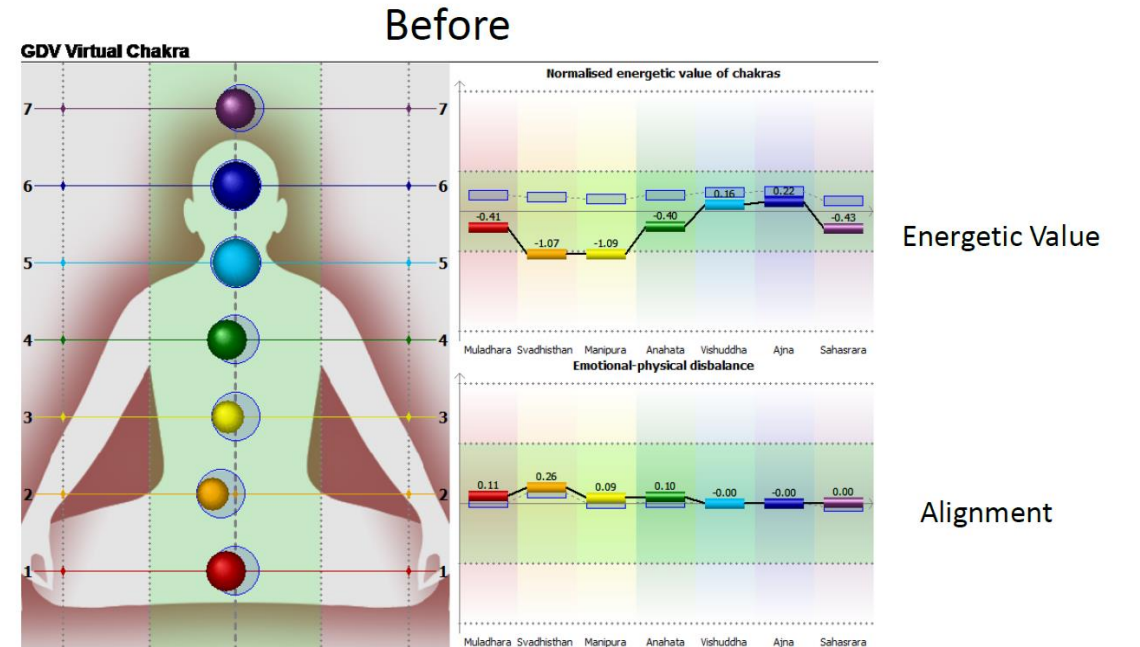 Before
GDV Virtual Chakra
7 7
6 6
5 5
4 4
3 3
2 2
1 1
Normalised energetic value of chakras
-0.41 -1.07 -1.09 -0.40 0.16 0.22 -0.43
Muladhara Svadhisthan Manipura Anahata Vishuddha Ajna Sahasrara
Energetic Value
Emotional-physical disbalance
0.11 0.26 0.09 0.10 -0.00 -0.00 0.00
Muladhara Svadhisthan Manipura Anahata Vishuddha Ajna Sahasrara
Alignment